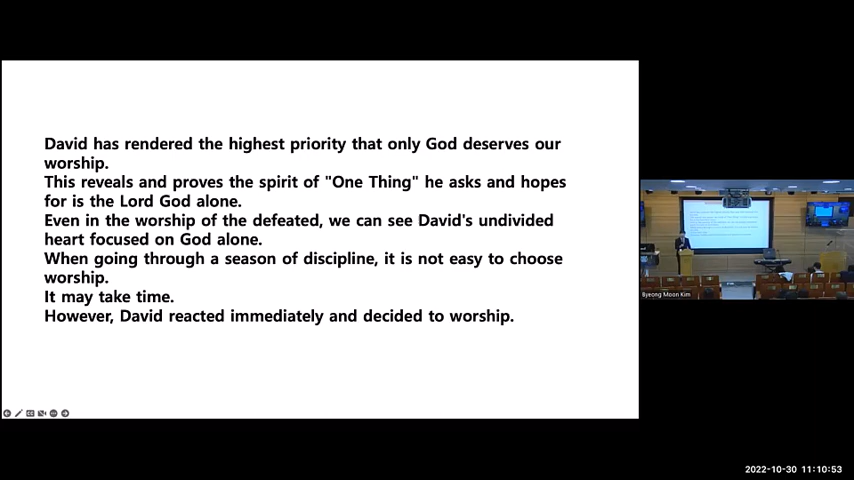 David has rendered the highest priority that only God deserves our
worship.
This reveals and proves the spirit of "One Thing" he asks and hopes
for is the Lord God alone.
Even in the worship of the defeated, we can see David's undivided
heart focused on God alone.
When going through a season of discipline, it is not easy to choose
worship.
It may take time.
However, David reacted immediately and decided to worship.
Byeong Moon Kim
2022-10-30 11:10:53